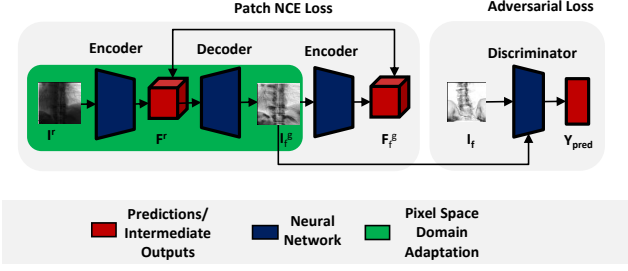 Patch NCE Loss
Adversarial Loss
Encoder
Decoder
Encoder
Discriminator
I^r
F^r
I_f^g
F_f^g
I_f
Y_pred
Predictions/
Intermediate
Outputs
Neural
Network
Pixel Space
Domain
Adaptation